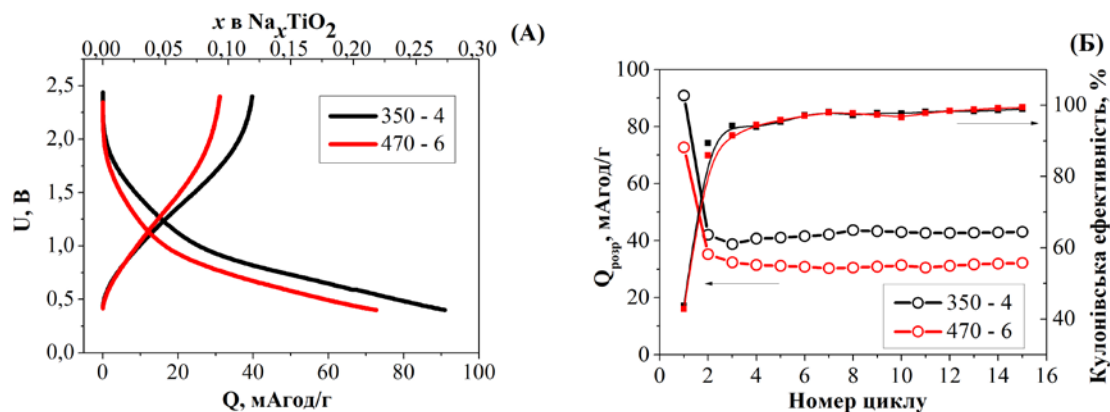 x в NaxTiO2
(А)
0,00 0,05 0,10 0,15 0,20 0,25 0,30
2,5
2,0
1,5
1,0
0,5
0,0
U, В
350 - 4
470 - 6
0 20 40 60 80 100
Q, мАгод/г
(Б)
100
80
60
40
20
0
Qрозр, мАгод/г
350 - 4
470 - 6
100
80
60
40
Кулонівська ефективність, %
0 2 4 6 8 10 12 14 16
Номер циклу